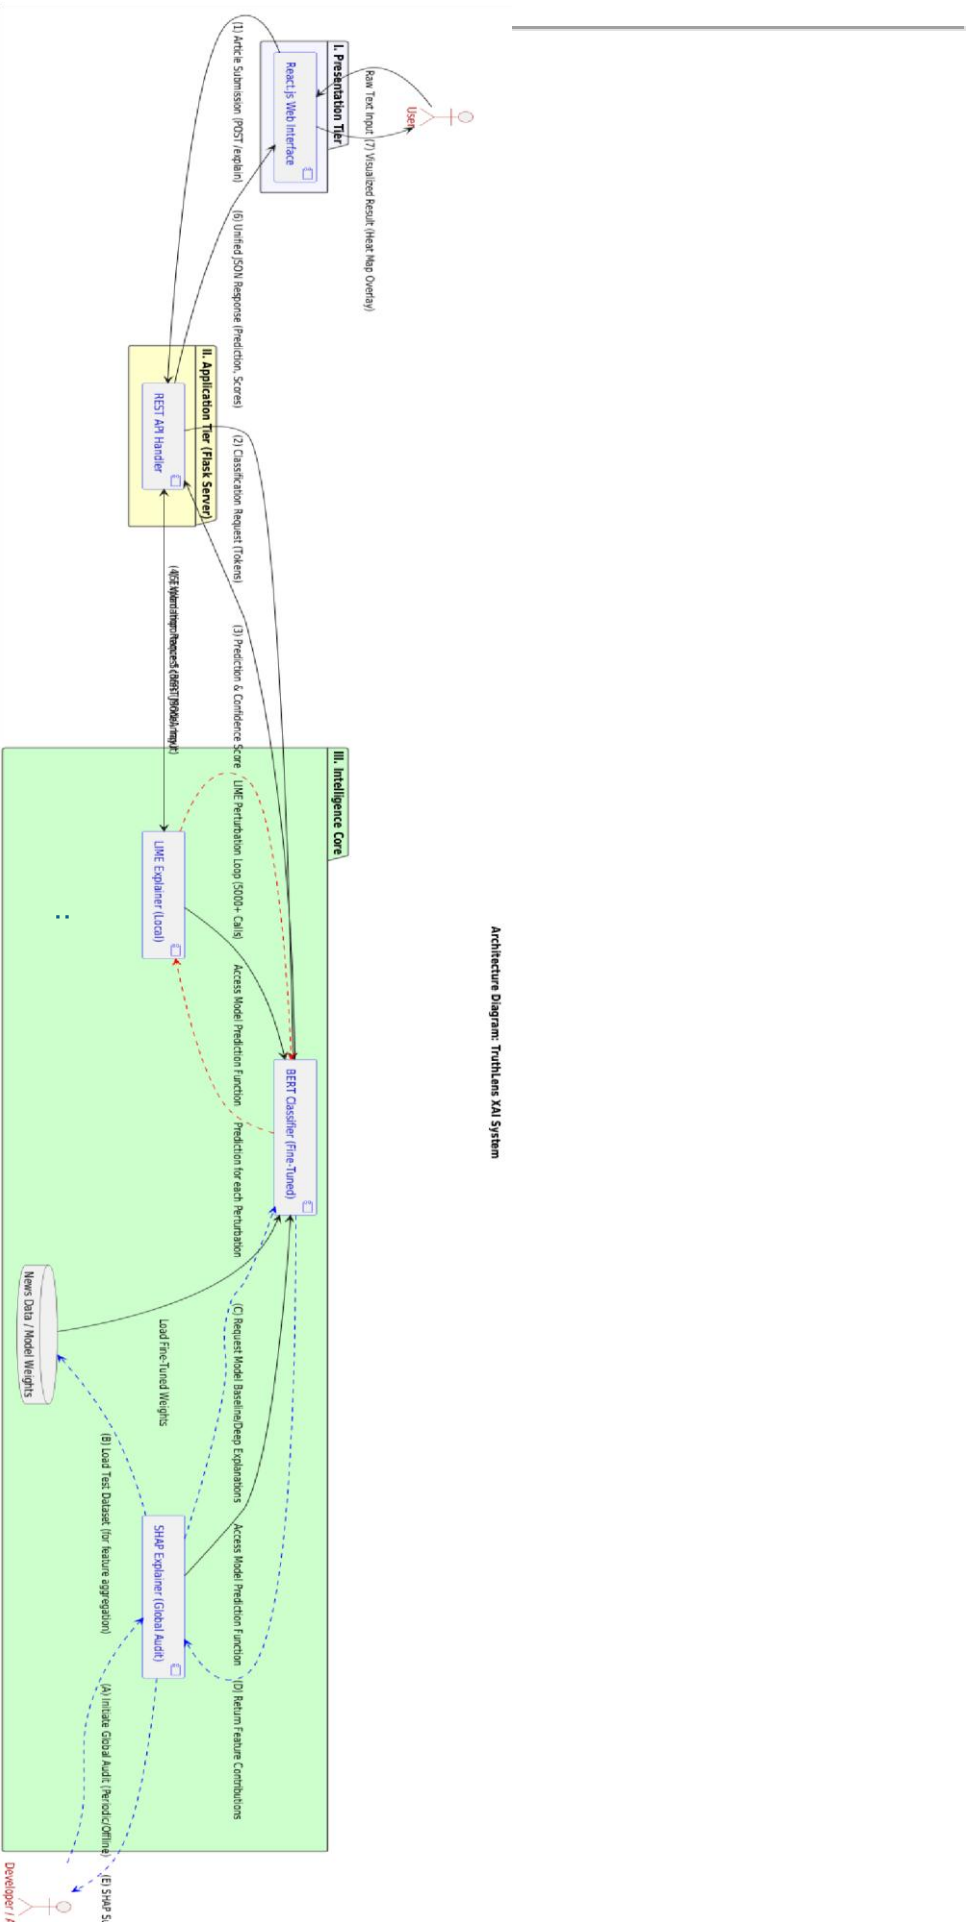 Architecture Diagram: TruthLens XAI System
User
Raw Text Input
(7) Visualized Result (Heat Map Overlay)
I. Presentation Tier
React.js Web Interface
(1) Article Submission (POST /explain)
(6) Unified JSON Response (Prediction, Scores)
II. Application Tier (Flask Server)
REST API Handler
(2) Classification Request (Tokens)
(3) Prediction & Confidence Score
III. Intelligence Core
LIME Explainer (Local)
LIME Perturbation Loop (5000+ Calls)
Access Model Prediction Function
Prediction for each Perturbation
BERT Classifier (Fine-Tuned)
News Data / Model Weights
Load Fine-Tuned Weights
(C) Request Model Baseline/Deep Explanations
Access Model Prediction Function
(D) Return Feature Contributions
(B) Load Test Dataset (for feature aggregation)
SHAP Explainer (Global Audit)
(A) Initiate Global Audit (Periodic/Offline)
(E) SHAP
Developer /